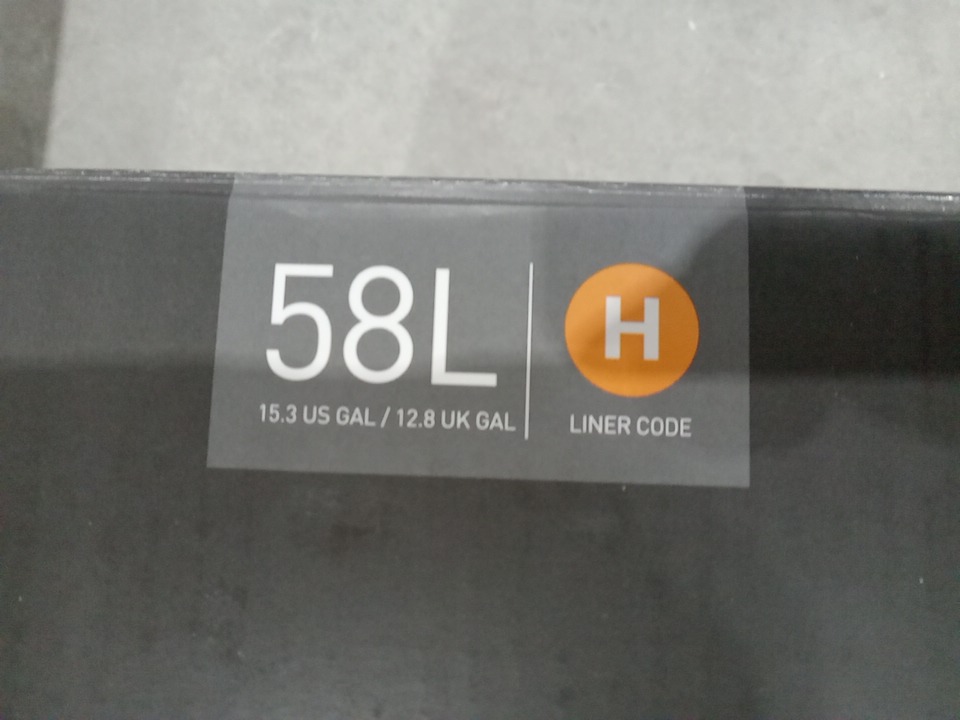 58L
15.3 US GAL / 12.8 UK GAL
H
LINER CODE